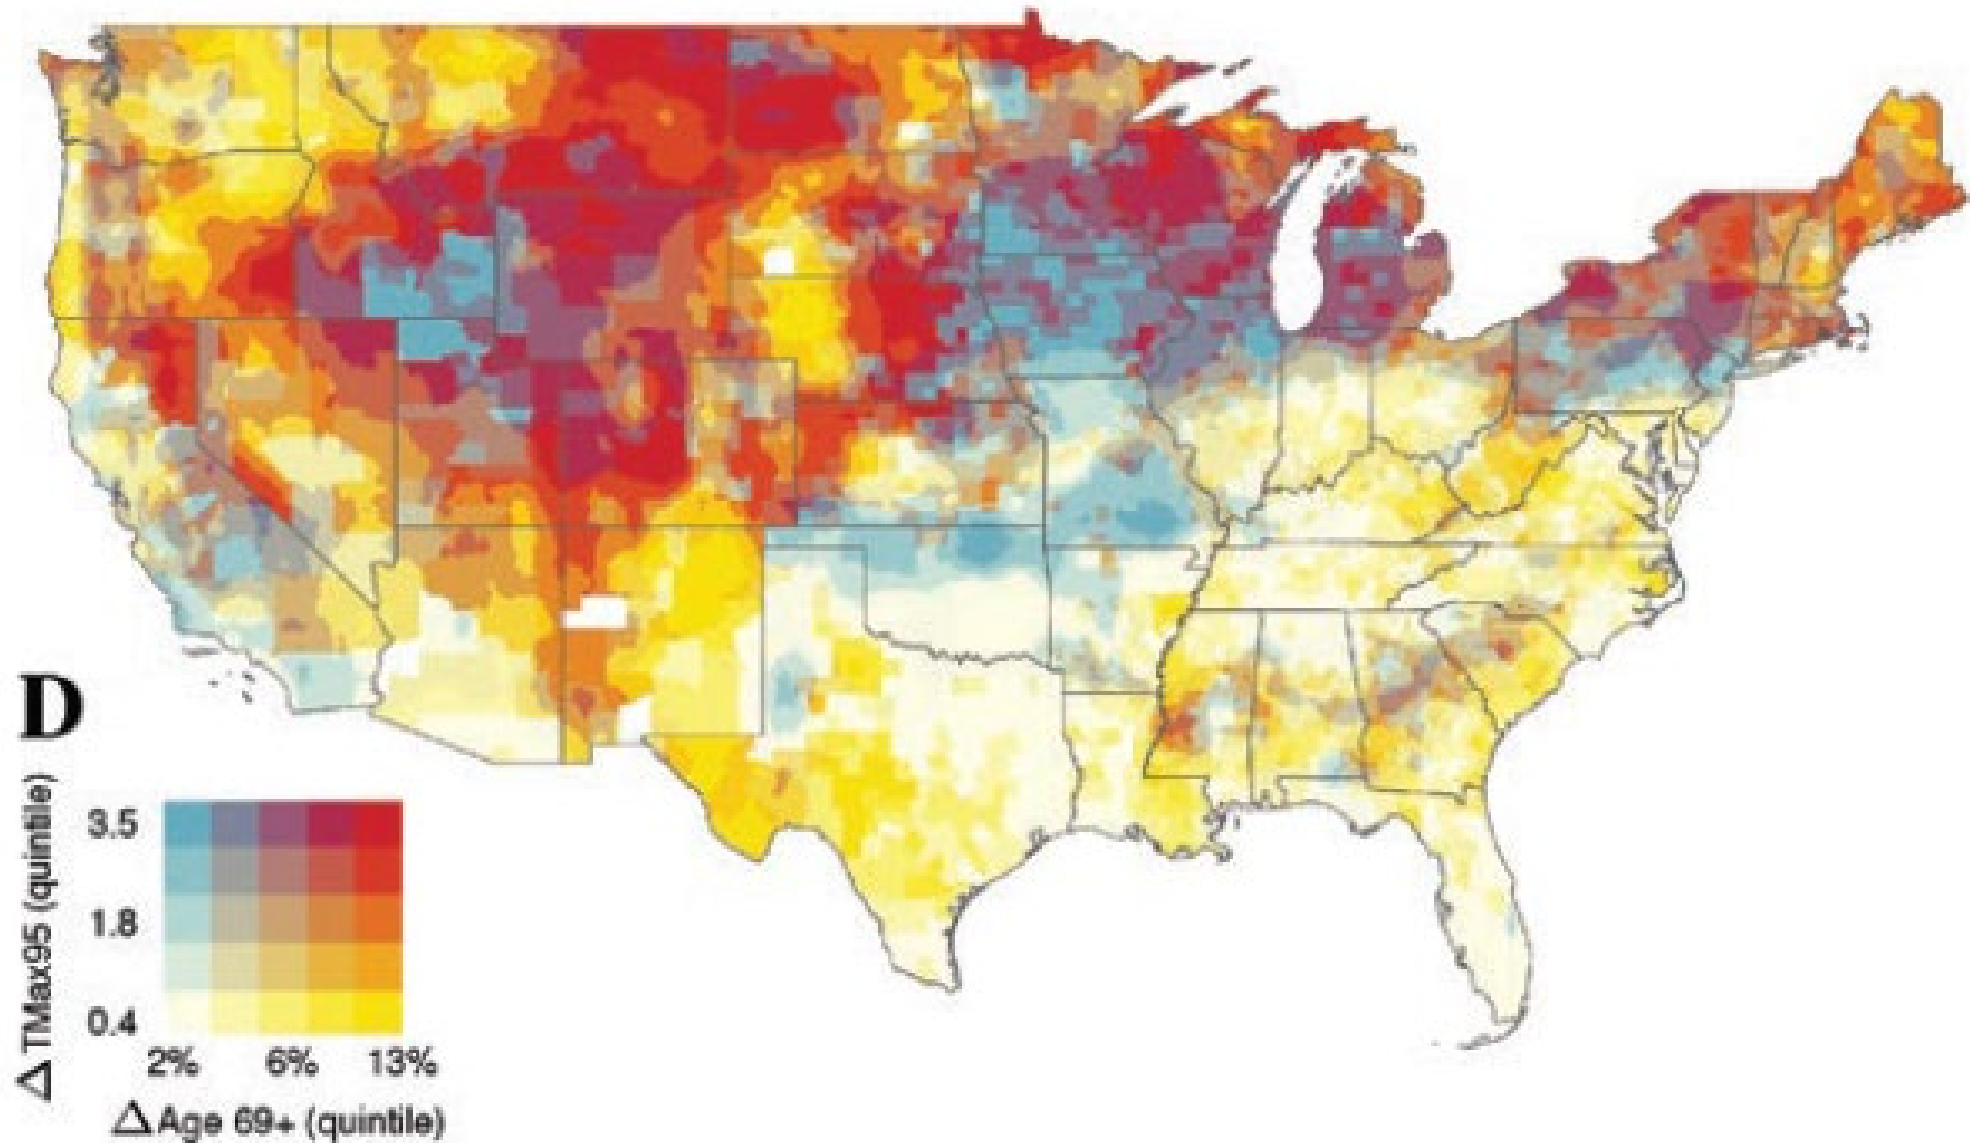 D
Δ TMax95 (quintile)
3.5
1.8
0.4
2% 6% 13%
Δ Age 69+ (quintile)